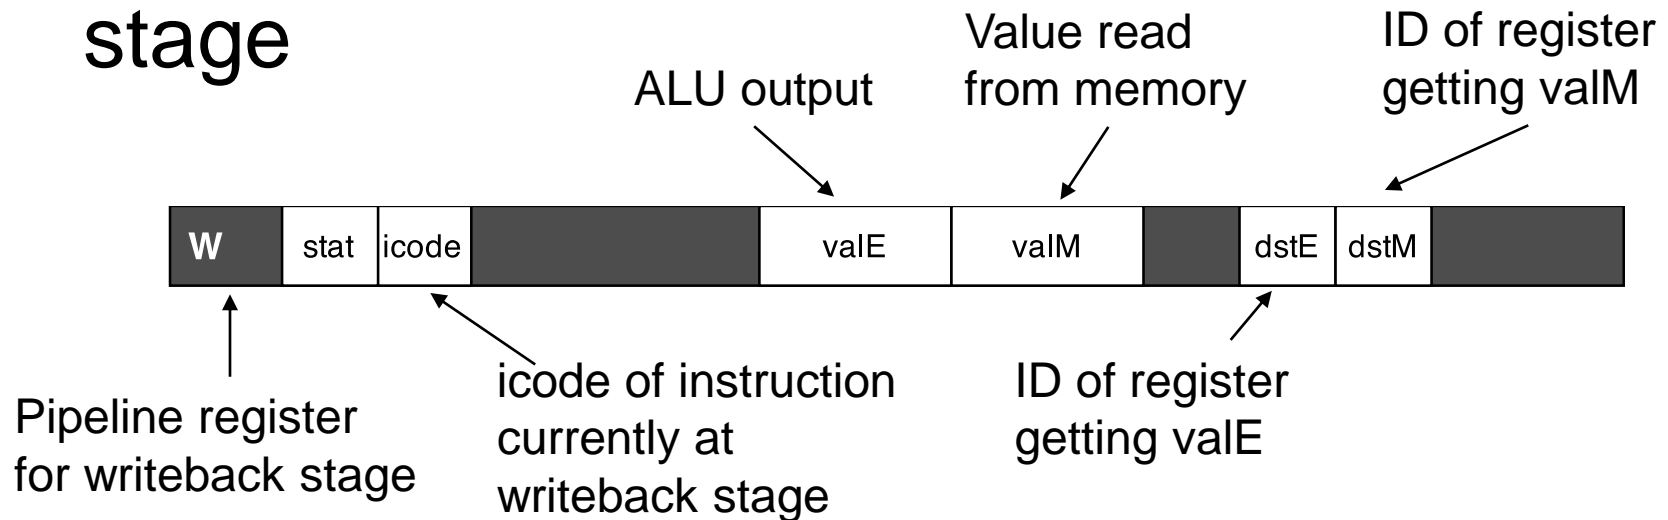 stage
ALU output
Value read
from memory
ID of register
getting valM
W stat icode valE valM dstE dstM
Pipeline register
for writeback stage
icode of instruction
currently at
writeback stage
ID of register
getting valE